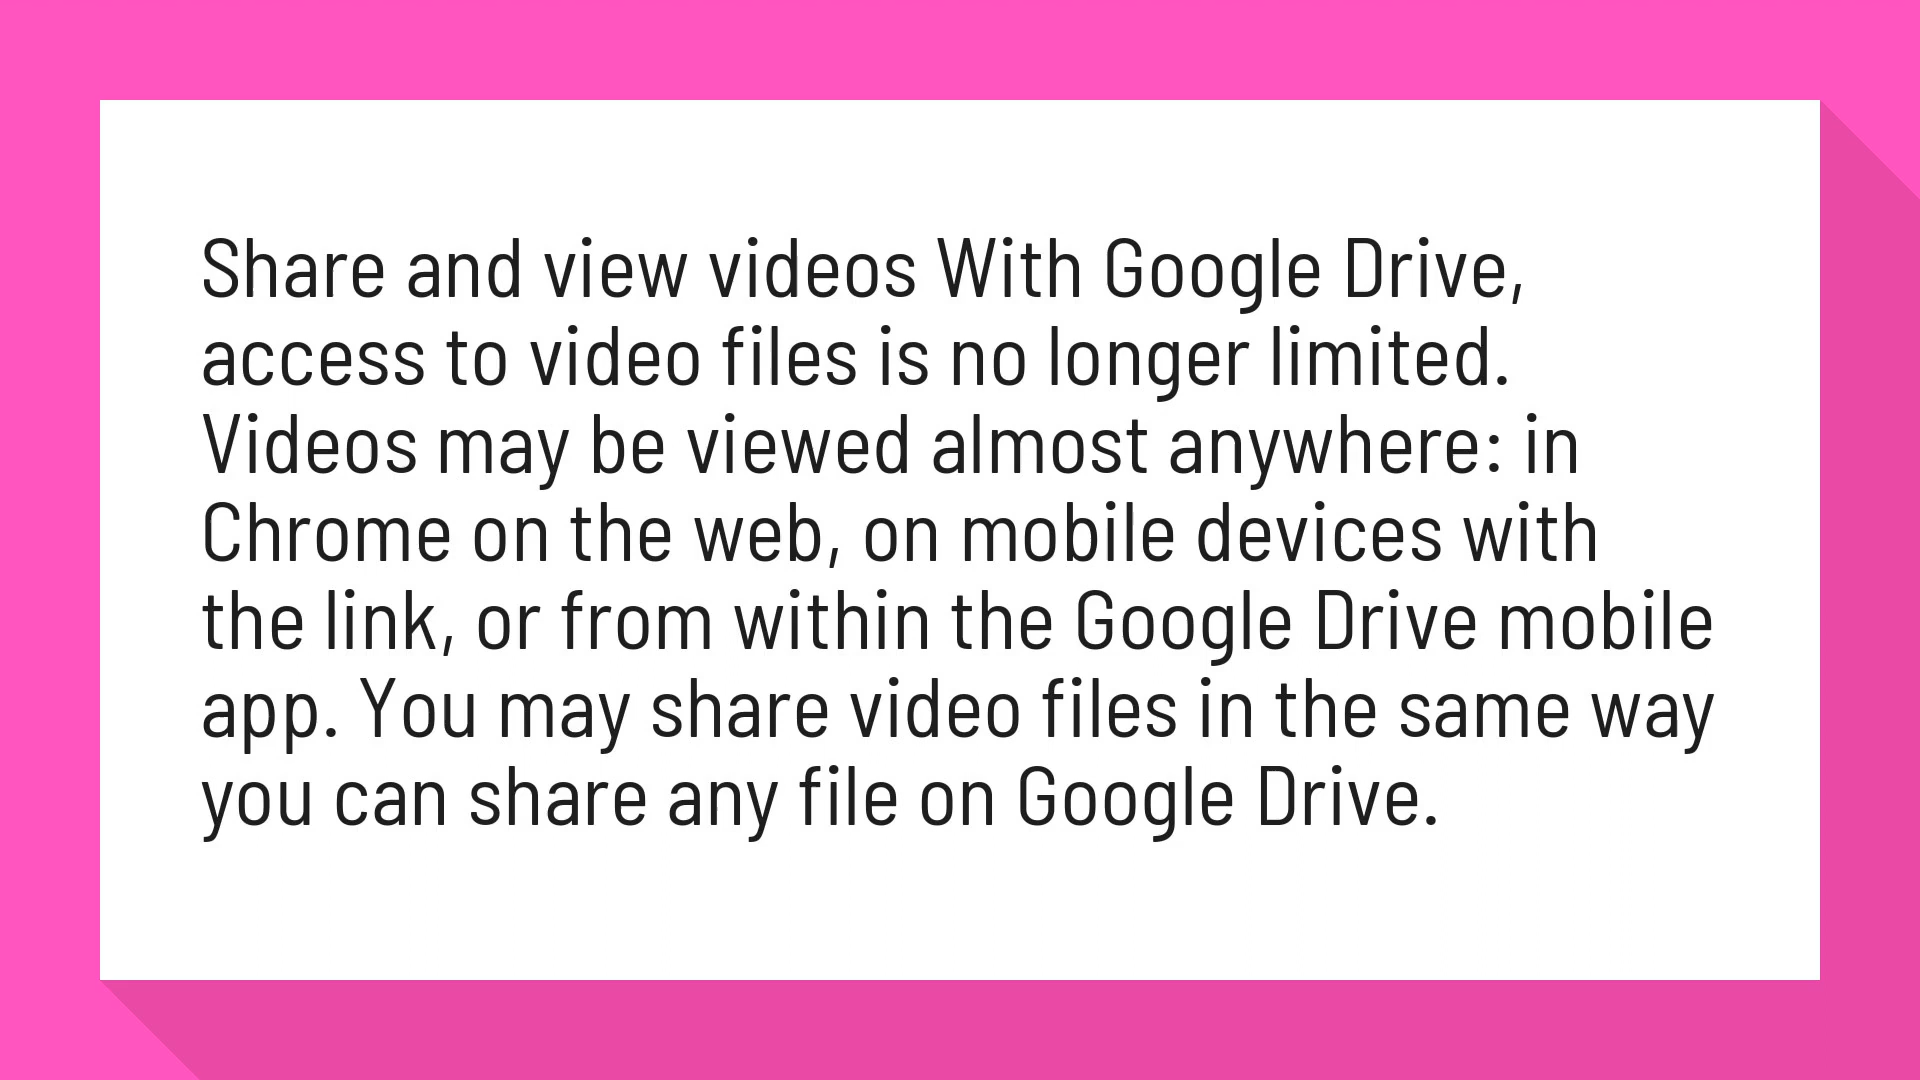 Share and view videos With Google Drive,
access to video files is no longer limited.
Videos may be viewed almost anywhere: in
Chrome on the web, on mobile devices with
the link, or from within the Google Drive mobile
app. You may share video files in the same way
you can share any file on Google Drive.